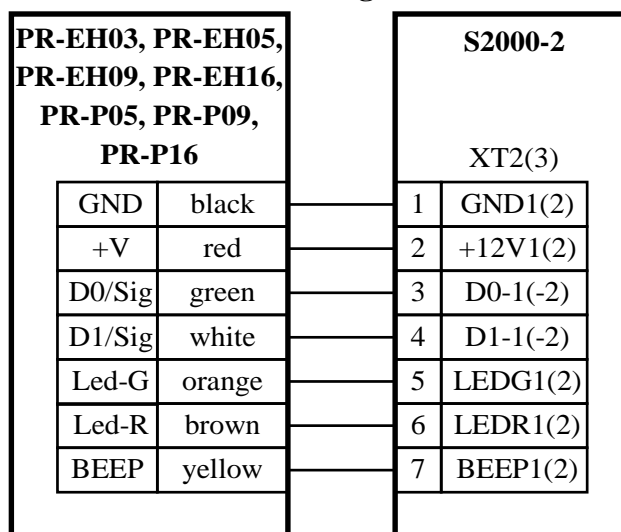 PR-EH03, PR-EH05,
PR-EH09, PR-EH16,
PR-P05, PR-P09,
PR-P16
S2000-2
XT2(3)
GND black 1 GND1(2)
+V red 2 +12V1(2)
D0/Sig green 3 D0-1(-2)
D1/Sig white 4 D1-1(-2)
Led-G orange 5 LEDG1(2)
Led-R brown 6 LEDR1(2)
BEEP yellow 7 BEEP1(2)